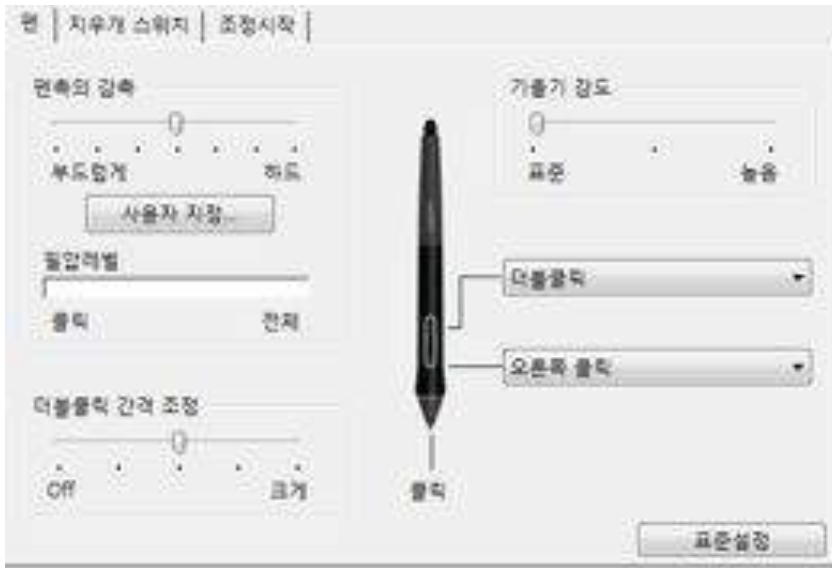 펜 | 지우개 스위치 | 조정시작 |
펜촉의 감촉
부드럽게 하드
사용자 지정...
필압레벨
클릭 전체
더블클릭 간격 조정
Off 크게
기울기 감도
표준 높음
더블클릭
오른쪽 클릭
클릭
표준설정